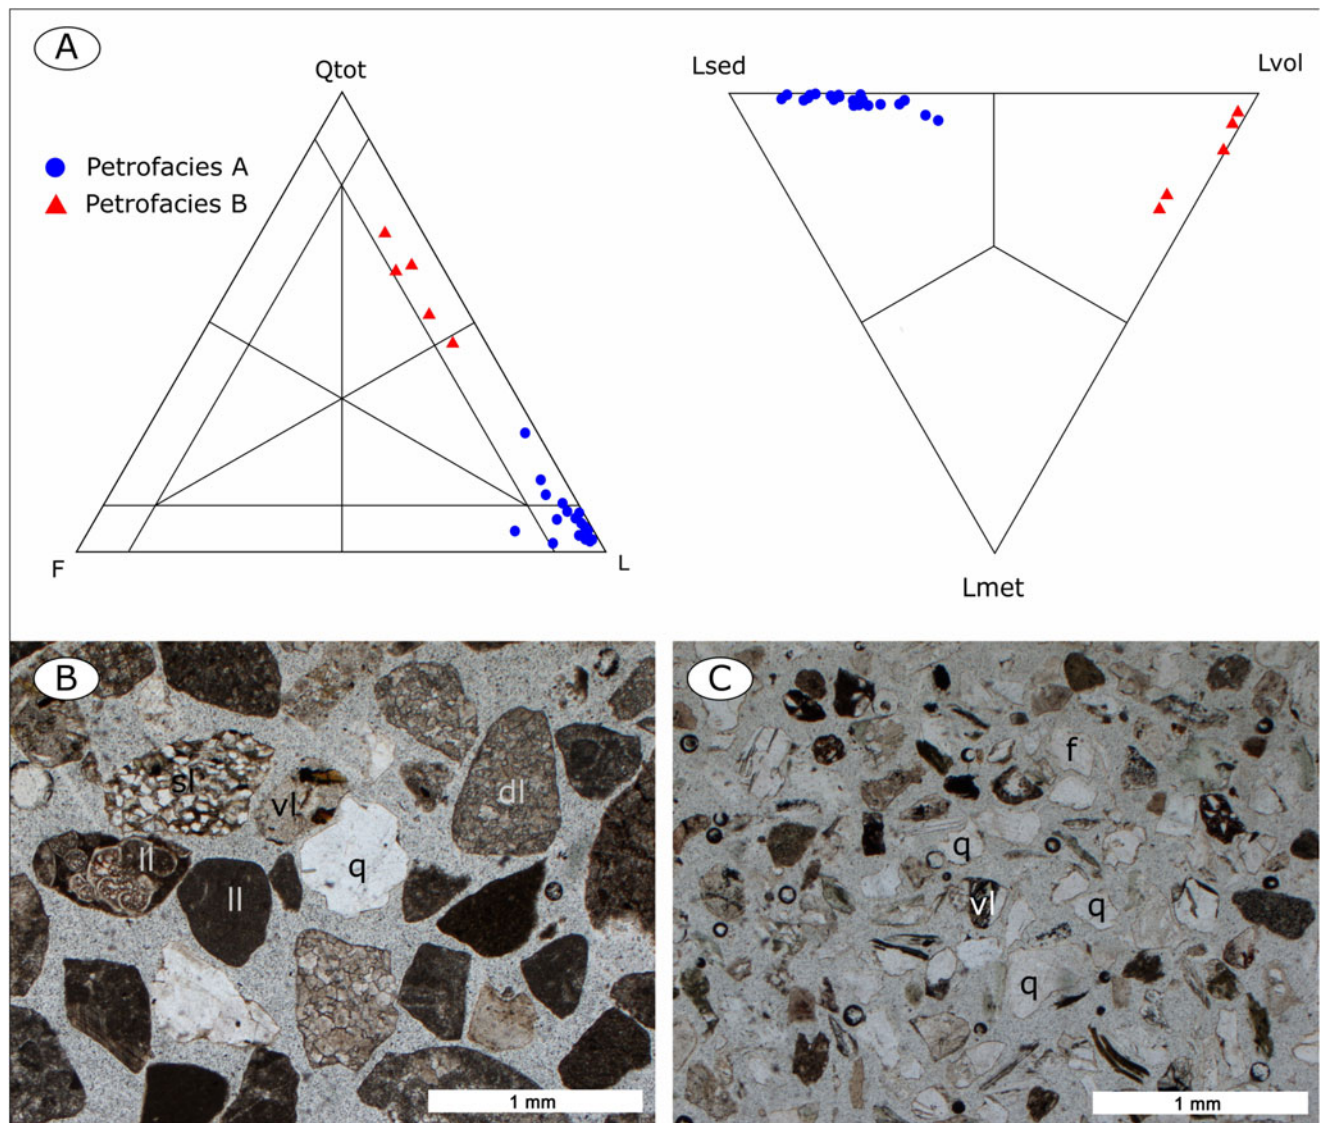 A
Qtot
Petrofacies A
Petrofacies B
F
L
Lsed
Lvol
Lmet
B
sl
vl
dl
ll
ll
q
1 mm
C
f
q
vl
q
q
1 mm